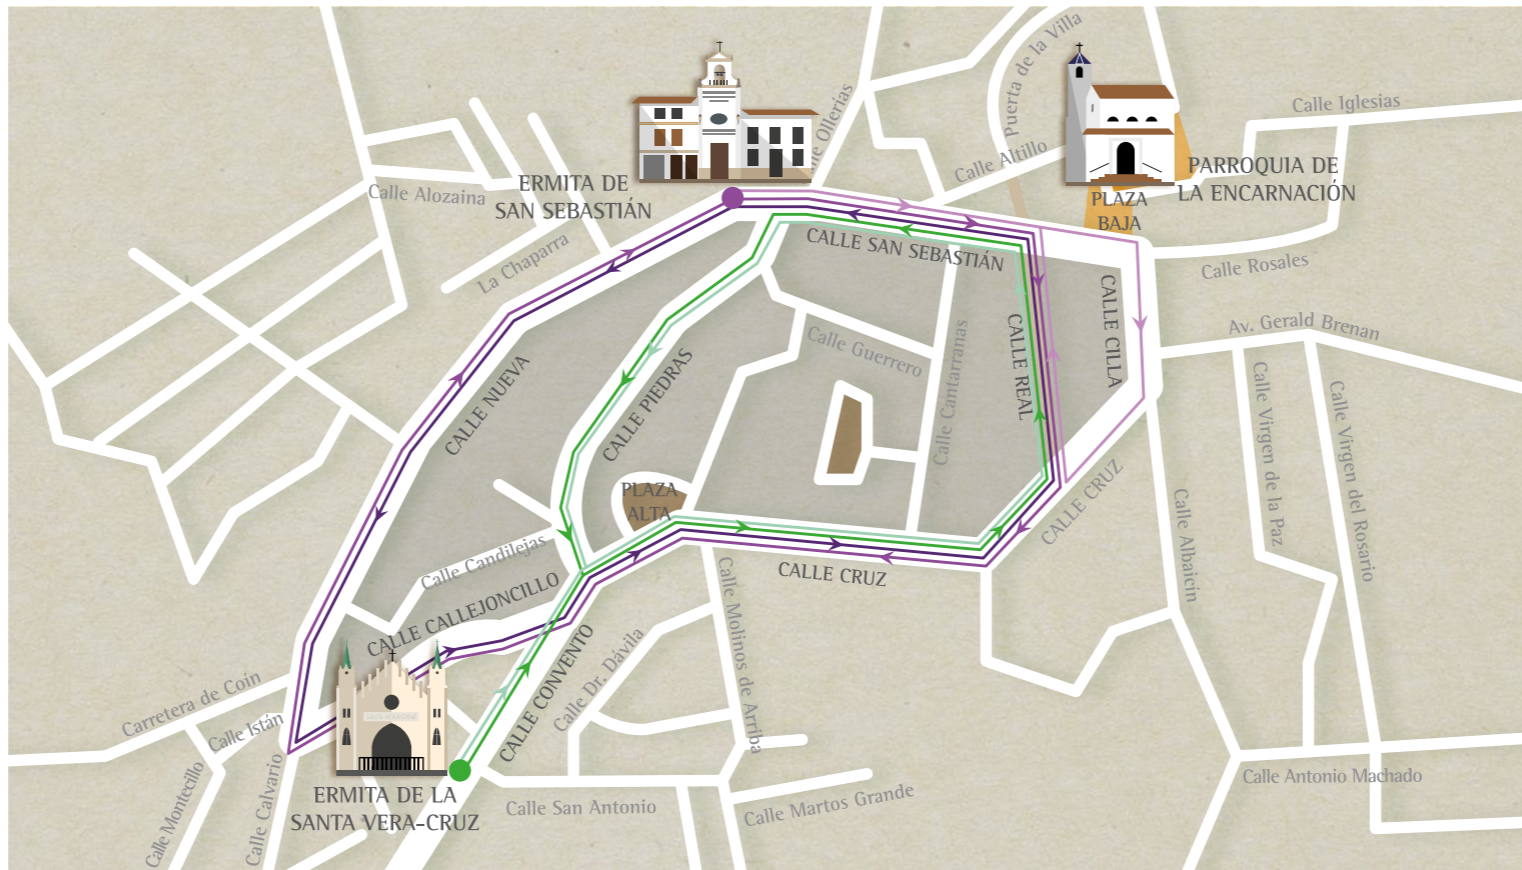 Puerta de la Villa
Calle Iglesias
Calle Altillo
PARROQUIA DE
LA ENCARNACIÓN
ERMITA DE
SAN SEBASTIÁN
Calle Alozaina
PLAZA
BAJA
La Chaparra
CALLE SAN SEBASTIÁN
Calle Rosales
CALLE CILLA
Av. Gerald Brenan
CALLE REAL
Calle Guerrero
Calle Cantarranas
CALLE NUEVA
CALLE PIEDRAS
Calle Virgen de la Paz
Calle Virgen del Rosario
PLAZA
ALTA
CALLE CRUZ
Calle Albaicín
Calle Candilejas
CALLE CALLEJONCILLO
CALLE CRUZ
Calle Molinos de Arriba
Calle Dr. Dávila
CALLE CONVENTO
Carretera de Coín
Calle Istán
Calle Montecillo
Calle Calvario
ERMITA DE LA
SANTA VERA-CRUZ
Calle San Antonio
Calle Martos Grande
Calle Antonio Machado